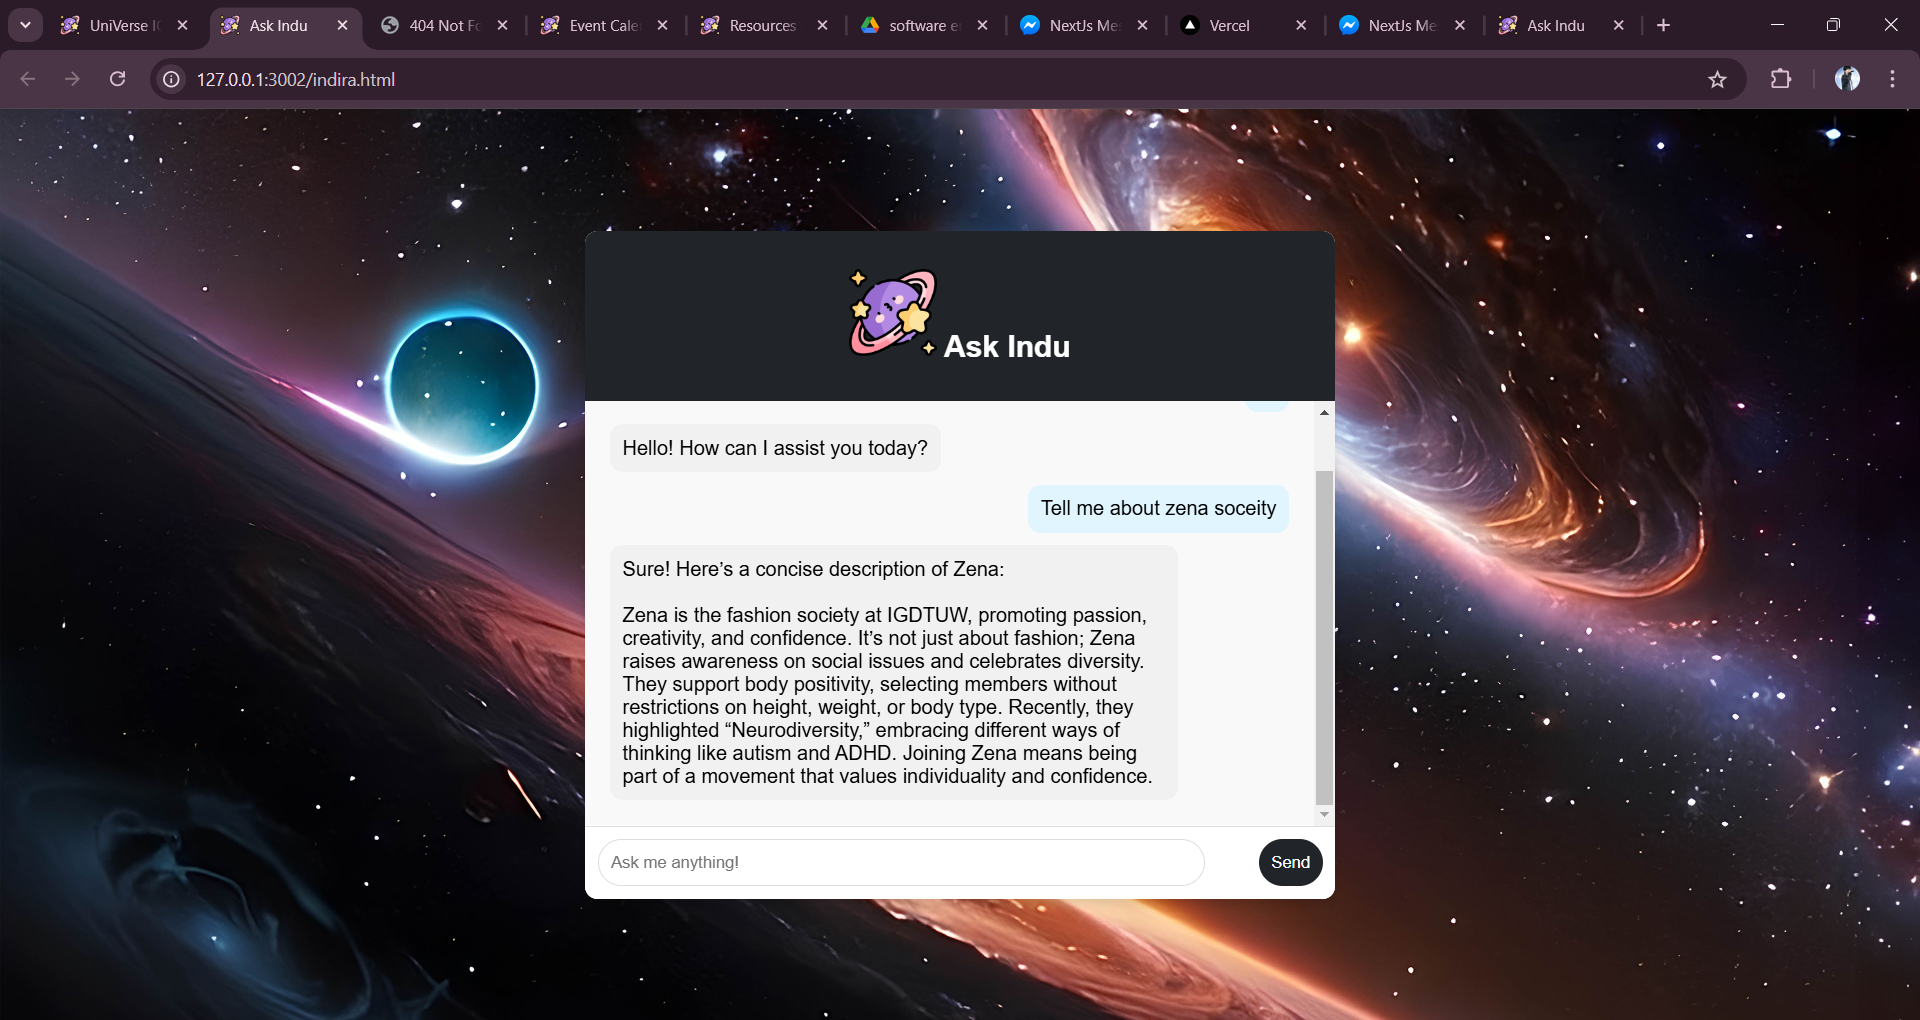 UniVerse IG
Ask Indu
404 Not Fo
Event Cale
Resources
software e
NextJs Me
Vercel
NextJs Me
Ask Indu
127.0.0.1:3002/indira.html
Ask Indu
Hello! How can I assist you today?
Tell me about zena soceity
Sure! Here’s a concise description of Zena:
Zena is the fashion society at IGDTUW, promoting passion,
creativity, and confidence. It’s not just about fashion; Zena
raises awareness on social issues and celebrates diversity.
They support body positivity, selecting members without
restrictions on height, weight, or body type. Recently, they
highlighted “Neurodiversity,” embracing different ways of
thinking like autism and ADHD. Joining Zena means being
part of a movement that values individuality and confidence.
Ask me anything!
Send